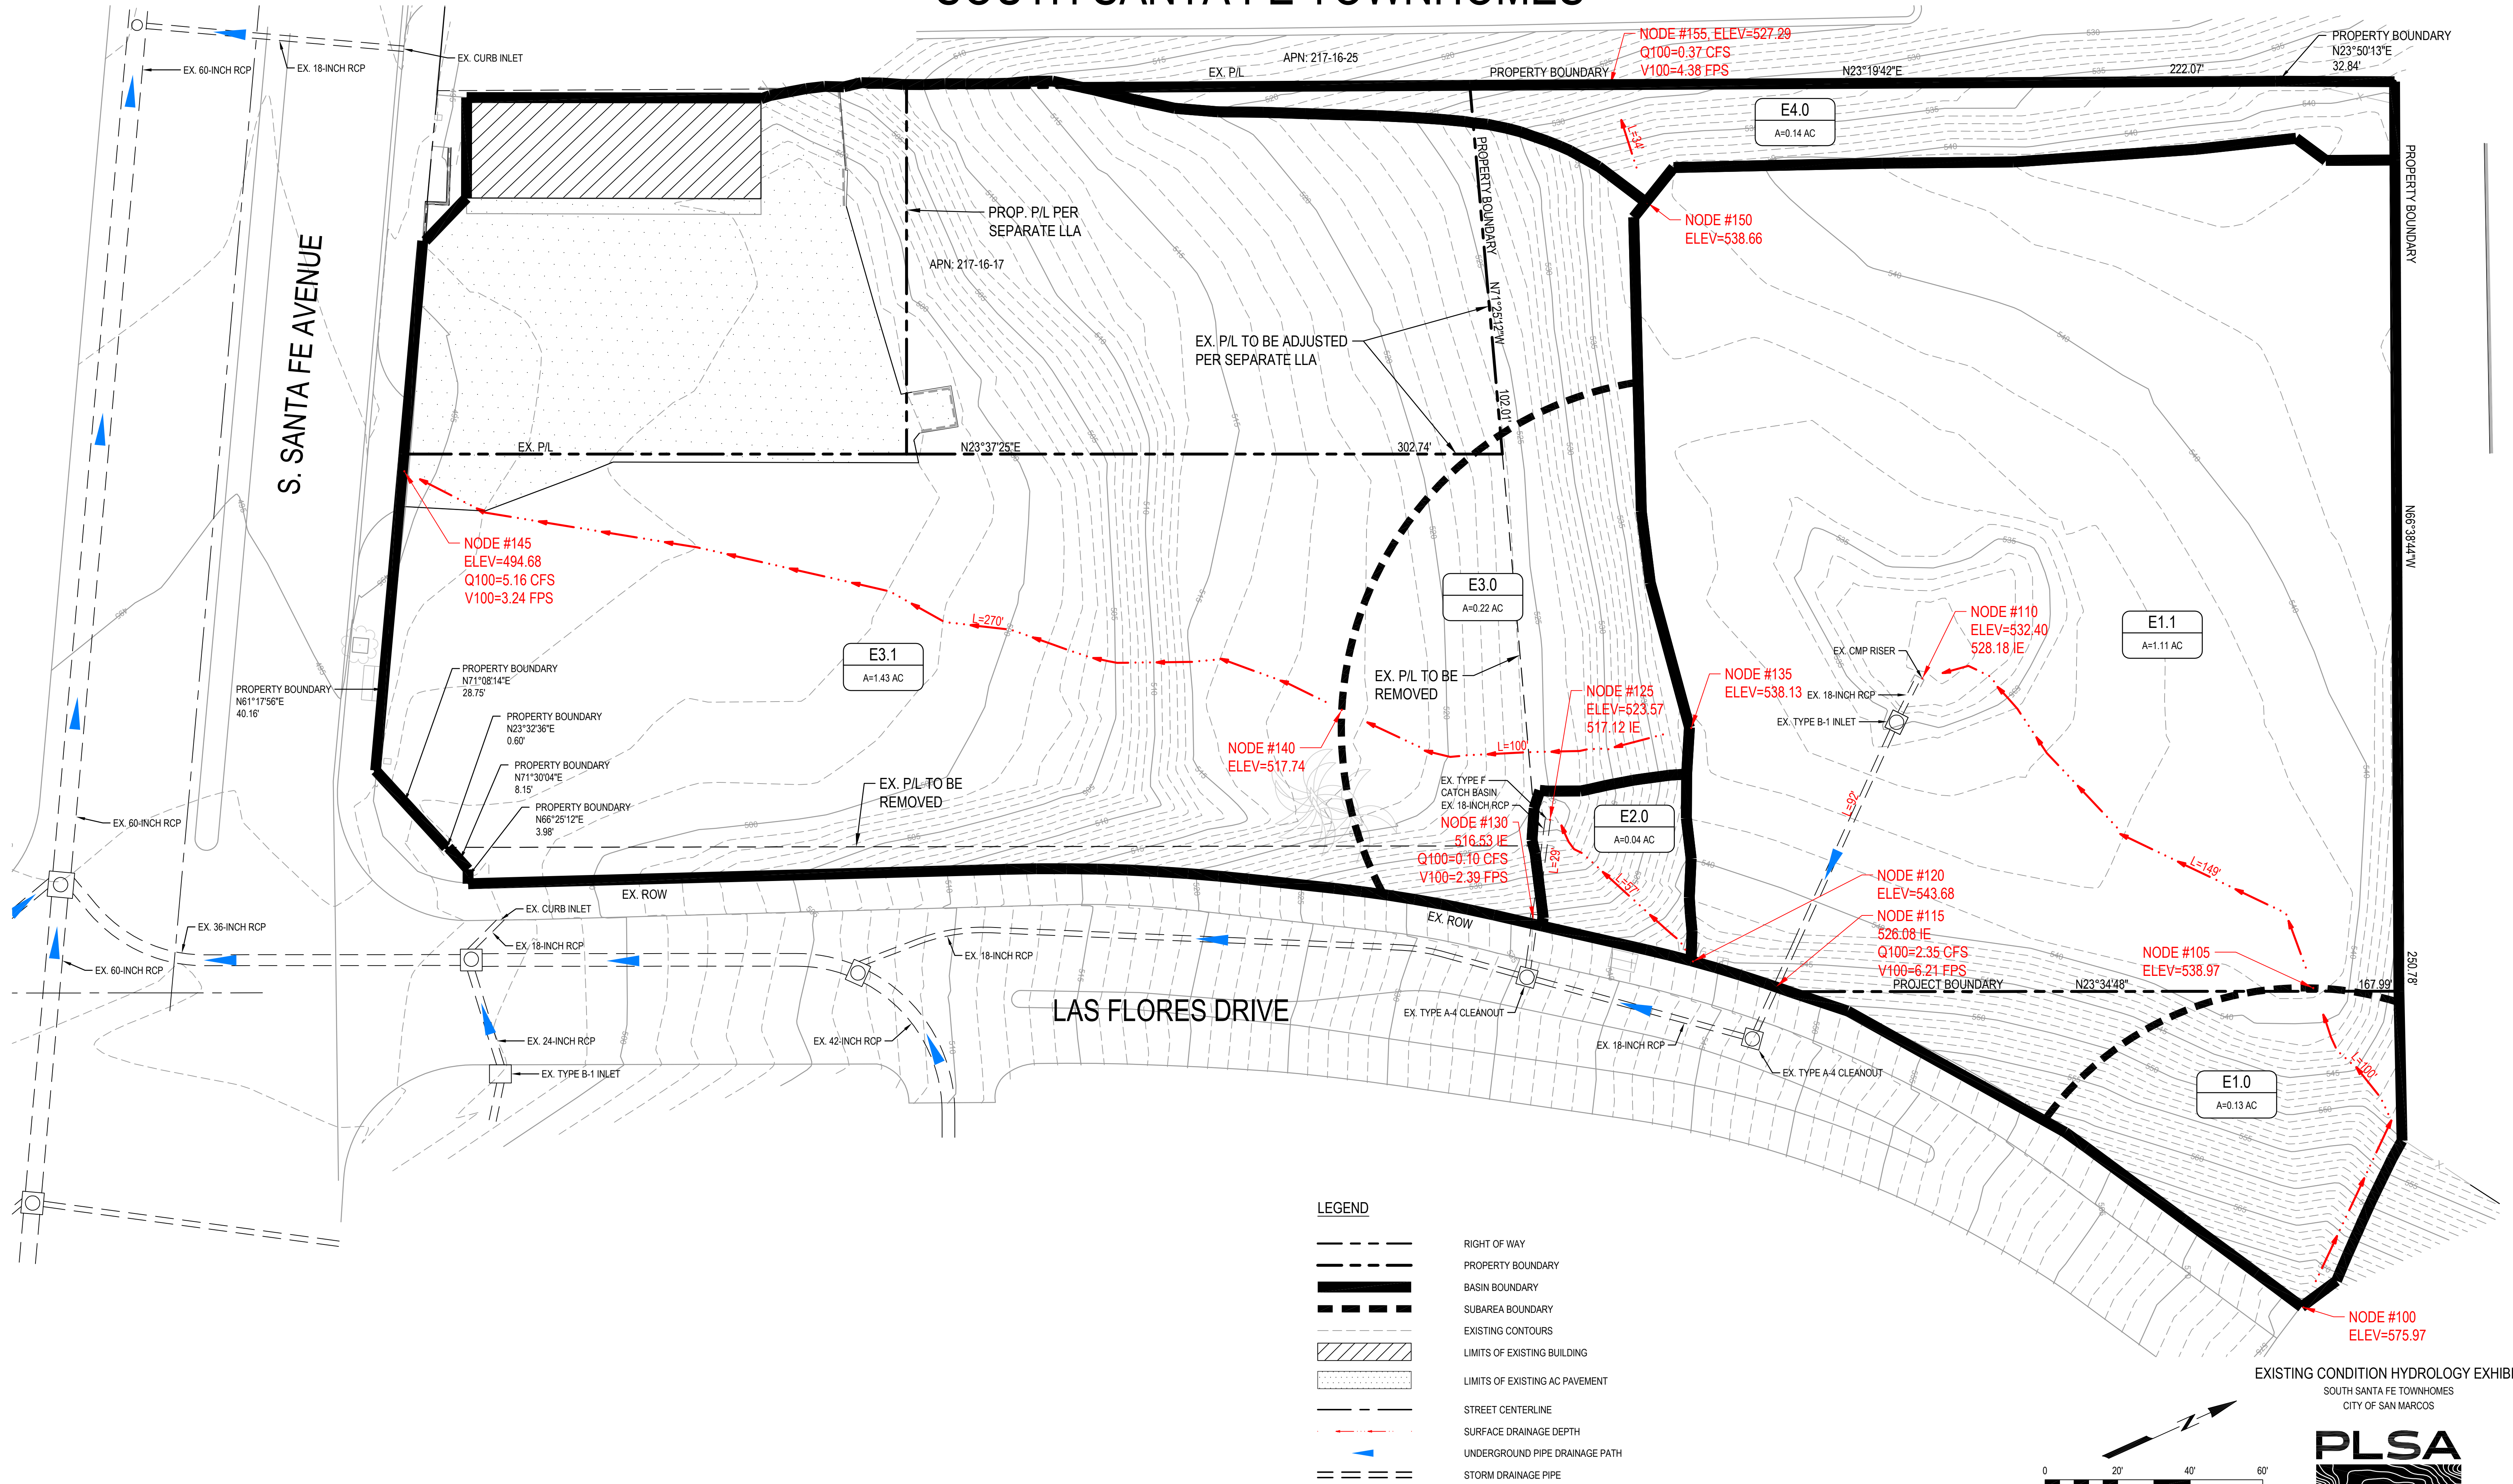 SOUTH SANTA FE TOWNHOMES
NODE #155, ELEV=527.29
Q100=0.37 CFS
V100=4.38 FPS
PROPERTY BOUNDARY
N23°50'13"E
32.84'
APN: 217-16-25
EX. P/L
PROPERTY BOUNDARY
N23°19'42"E
222.07'
EX. 60-INCH RCP
EX. 18-INCH RCP
EX. CURB INLET
E4.0
A=0.14 AC
L=34'
PROPERTY BOUNDARY
N71°25'12"W
102.01'
PROPERTY BOUNDARY
N66°38'44"W
250.78'
NODE #150
ELEV=538.66
PROP. P/L PER
SEPARATE LLA
APN: 217-16-17
S. SANTA FE AVENUE
EX. P/L TO BE ADJUSTED
PER SEPARATE LLA
EX. P/L
N23°37'25"E
302.74'
NODE #145
ELEV=494.68
Q100=5.16 CFS
V100=3.24 FPS
L=270'
E3.0
A=0.22 AC
E3.1
A=1.43 AC
NODE #110
ELEV=532.40
528.18 IE
E1.1
A=1.11 AC
EX. CMP RISER
EX. 18-INCH RCP
EX. TYPE B-1 INLET
PROPERTY BOUNDARY
N61°17'56"E
40.16'
PROPERTY BOUNDARY
N71°08'14"E
28.75'
PROPERTY BOUNDARY
N23°32'36"E
0.60'
PROPERTY BOUNDARY
N71°30'04"E
8.15'
PROPERTY BOUNDARY
N66°25'12"E
3.98'
EX. P/L TO BE
REMOVED
NODE #125
ELEV=523.57
517.12 IE
NODE #135
ELEV=538.13
NODE #140
ELEV=517.74
L=100'
EX. P/L TO BE
REMOVED
EX. TYPE F
CATCH BASIN
EX. 18-INCH RCP
NODE #130
516.53 IE
Q100=0.10 CFS
V100=2.39 FPS
L=29'
L=57'
E2.0
A=0.04 AC
L=92'
L=149'
NODE #120
ELEV=543.68
NODE #115
526.08 IE
Q100=2.35 CFS
V100=6.21 FPS
NODE #105
ELEV=538.97
PROJECT BOUNDARY
N23°34'48"
167.99'
EX. 60-INCH RCP
EX. ROW
EX. ROW
EX. 36-INCH RCP
EX. CURB INLET
EX. 18-INCH RCP
EX. 60-INCH RCP
EX. 18-INCH RCP
LAS FLORES DRIVE
EX. 24-INCH RCP
EX. 42-INCH RCP
EX. TYPE B-1 INLET
EX. TYPE A-4 CLEANOUT
EX. 18-INCH RCP
EX. TYPE A-4 CLEANOUT
L=100'
E1.0
A=0.13 AC
NODE #100
ELEV=575.97
LEGEND
RIGHT OF WAY
PROPERTY BOUNDARY
BASIN BOUNDARY
SUBAREA BOUNDARY
EXISTING CONTOURS
LIMITS OF EXISTING BUILDING
LIMITS OF EXISTING AC PAVEMENT
STREET CENTERLINE
SURFACE DRAINAGE DEPTH
UNDERGROUND PIPE DRAINAGE PATH
STORM DRAINAGE PIPE
EXISTING CONDITION HYDROLOGY EXHIBI
SOUTH SANTA FE TOWNHOMES
CITY OF SAN MARCOS
Z
0 20' 40' 60'
PLSA